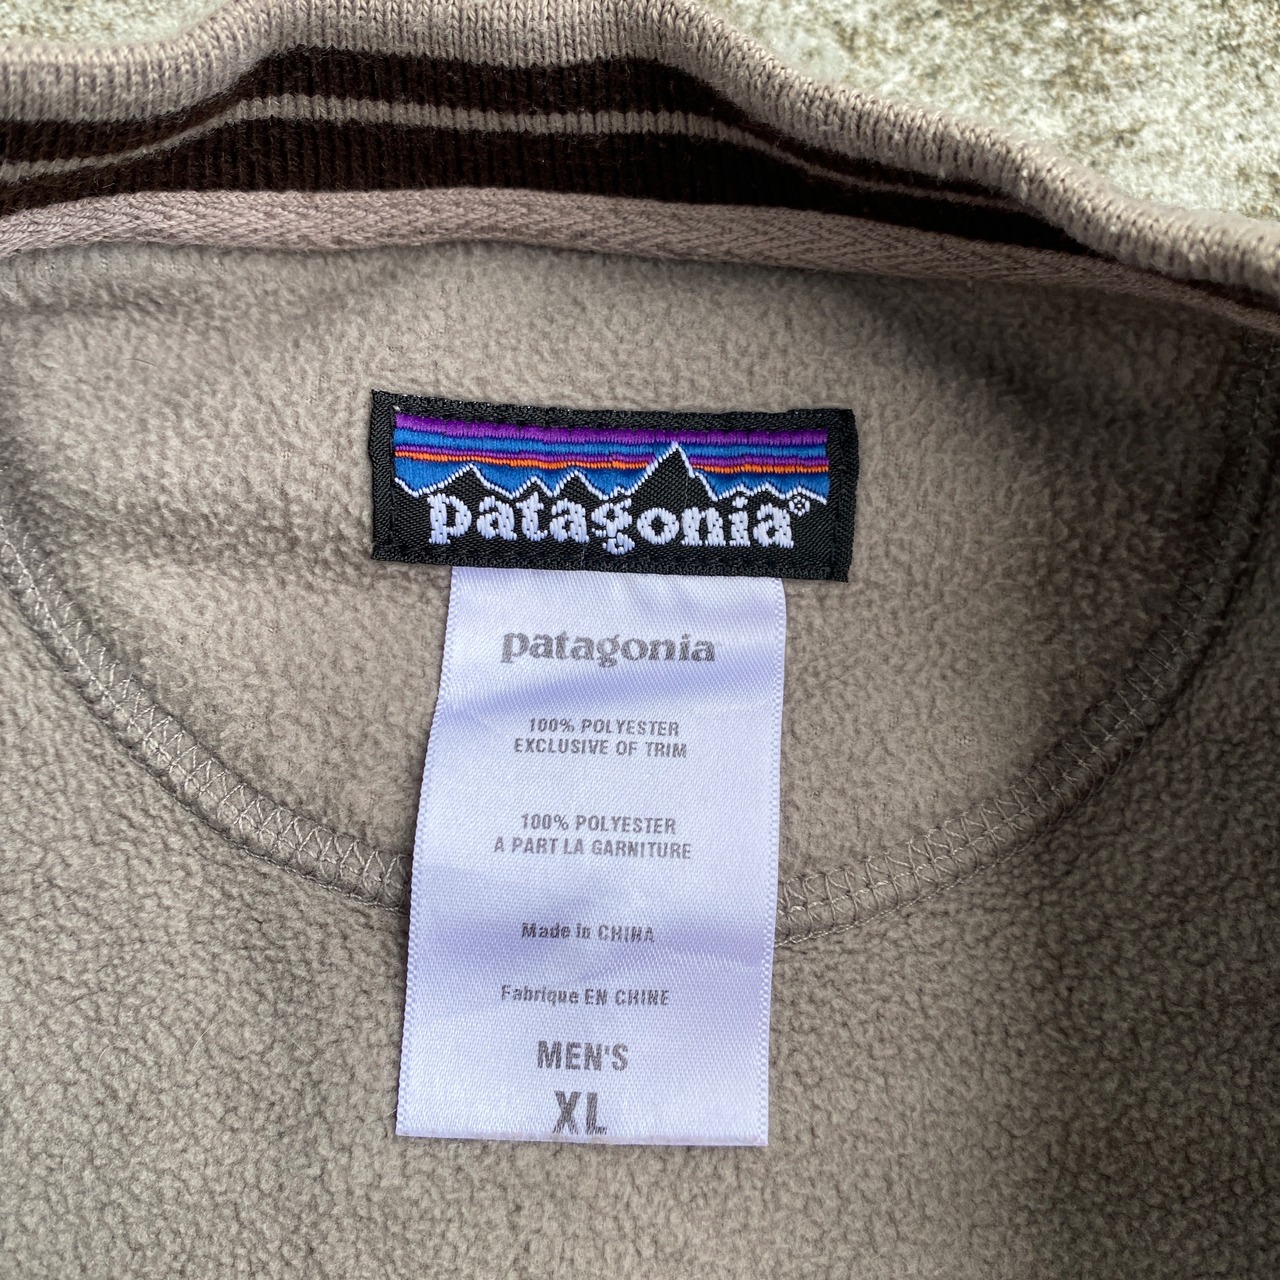 patagonia®
patagonia
100% POLYESTER
EXCLUSIVE OF TRIM
100% POLYESTER
A PART LA GARNITURE
Made in CHINA
Fabriqué EN CHINE
MEN'S
XL